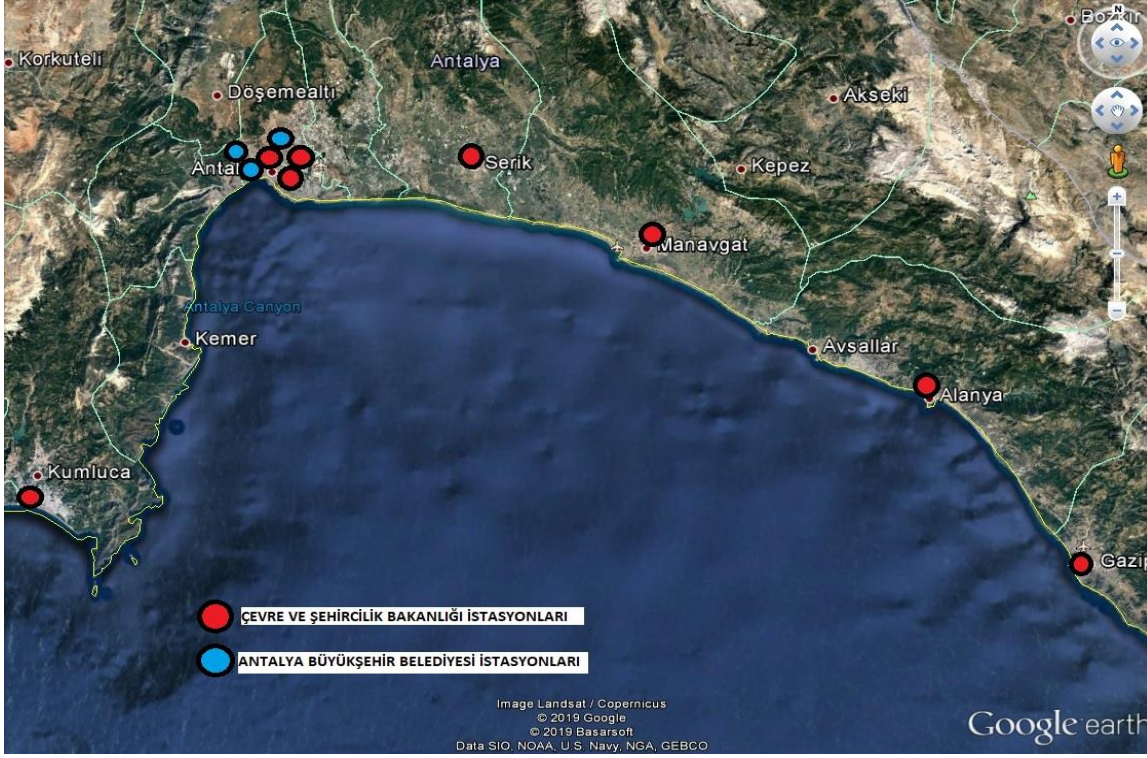 N
Bozkır
Korkuteli
Antalya
Döşemealtı
Akseki
Antal
Serik
Kepez
Manavgat
Antalya Canyon
Kemer
Avsallar
Alanya
Kumluca
Gazip
ÇEVRE VE ŞEHİRCİLİK BAKANLIĞI İSTASYONLARI
ANTALYA BÜYÜKŞEHİR BELEDİYESİ İSTASYONLARI
Image Landsat / Copernicus
© 2019 Google
© 2019 Basarsoft
Data SIO, NOAA, U.S. Navy, NGA, GEBCO
Google earth